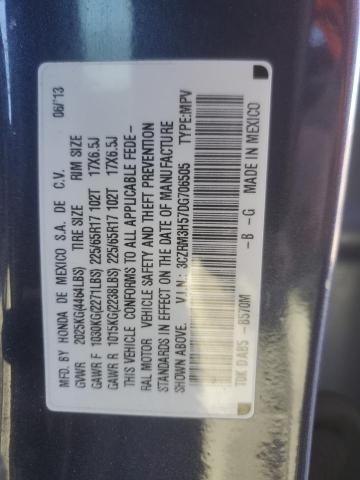 MFD. BY HONDA DE MEXICO S.A. DE C.V. 06/13
GVWR 2025KG(4464LBS) TIRE SIZE RIM SIZE
GAWR F 1030KG(2271LBS) 225/65R17 102T 17X6.5J
GAWR R 1015KG(2238LBS) 225/65R17 102T 17X6.5J
THIS VEHICLE CONFORMS TO ALL APPLICABLE FEDE-
RAL MOTOR VEHICLE SAFETY AND THEFT PREVENTION
STANDARDS IN EFFECT ON THE DATE OF MANUFACTURE
SHOWN ABOVE. V.I.N.: 3CZRM3H57DG706505 TYPE:MPV
T0K D ABS -B570M -B -G MADE IN MEXICO